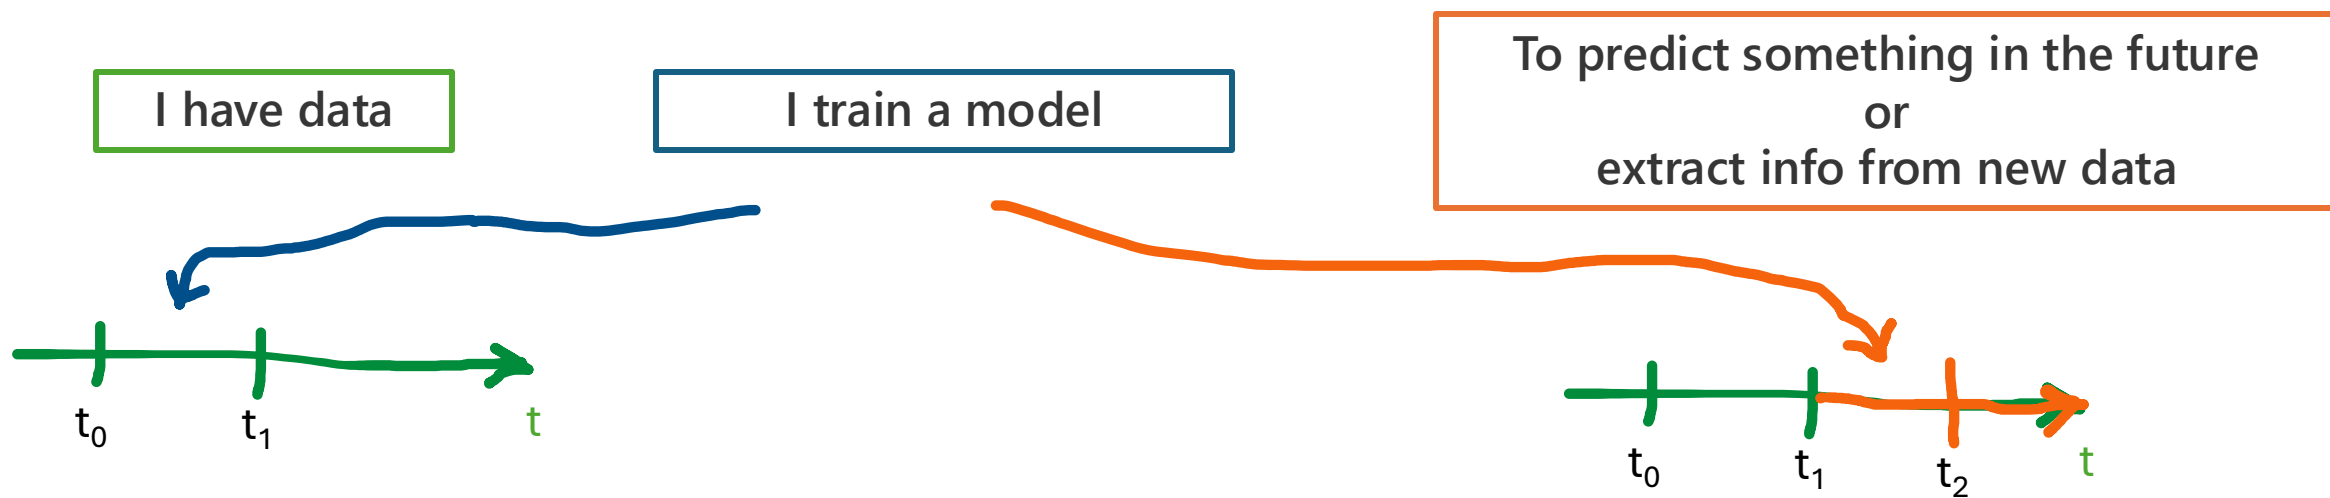 I have data
I train a model
To predict something in the future
or
extract info from new data
t₀
t₁
t
t₀
t₁
t₂
t